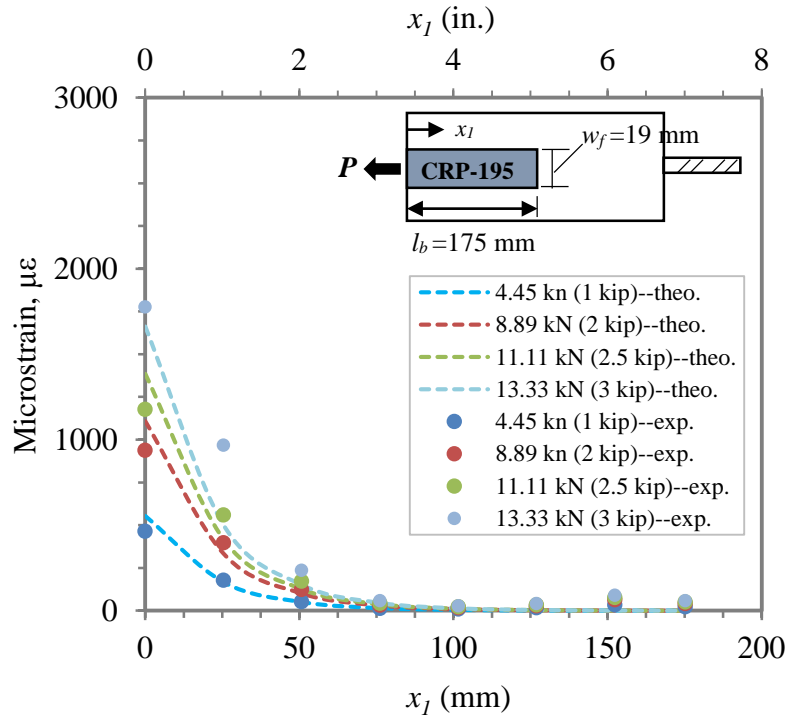 x1 (in.)
0 2 4 6 8
3000
2000
1000
0
Microstrain, με
x1
wf =19 mm
P
CRP-195
lb =175 mm
4.45 kn (1 kip)--theo.
8.89 kN (2 kip)--theo.
11.11 kN (2.5 kip)--theo.
13.33 kN (3 kip)--theo.
4.45 kn (1 kip)--exp.
8.89 kN (2 kip)--exp.
11.11 kN (2.5 kip)--exp.
13.33 kN (3 kip)--exp.
0 50 100 150 200
x1 (mm)